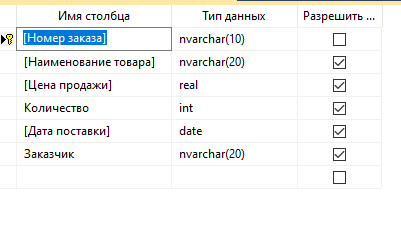 Имя столбца Тип данных Разрешить ...
[Номер заказа] nvarchar(10)
[Наименование товара] nvarchar(20)
[Цена продажи] real
Количество int
[Дата поставки] date
Заказчик nvarchar(20)